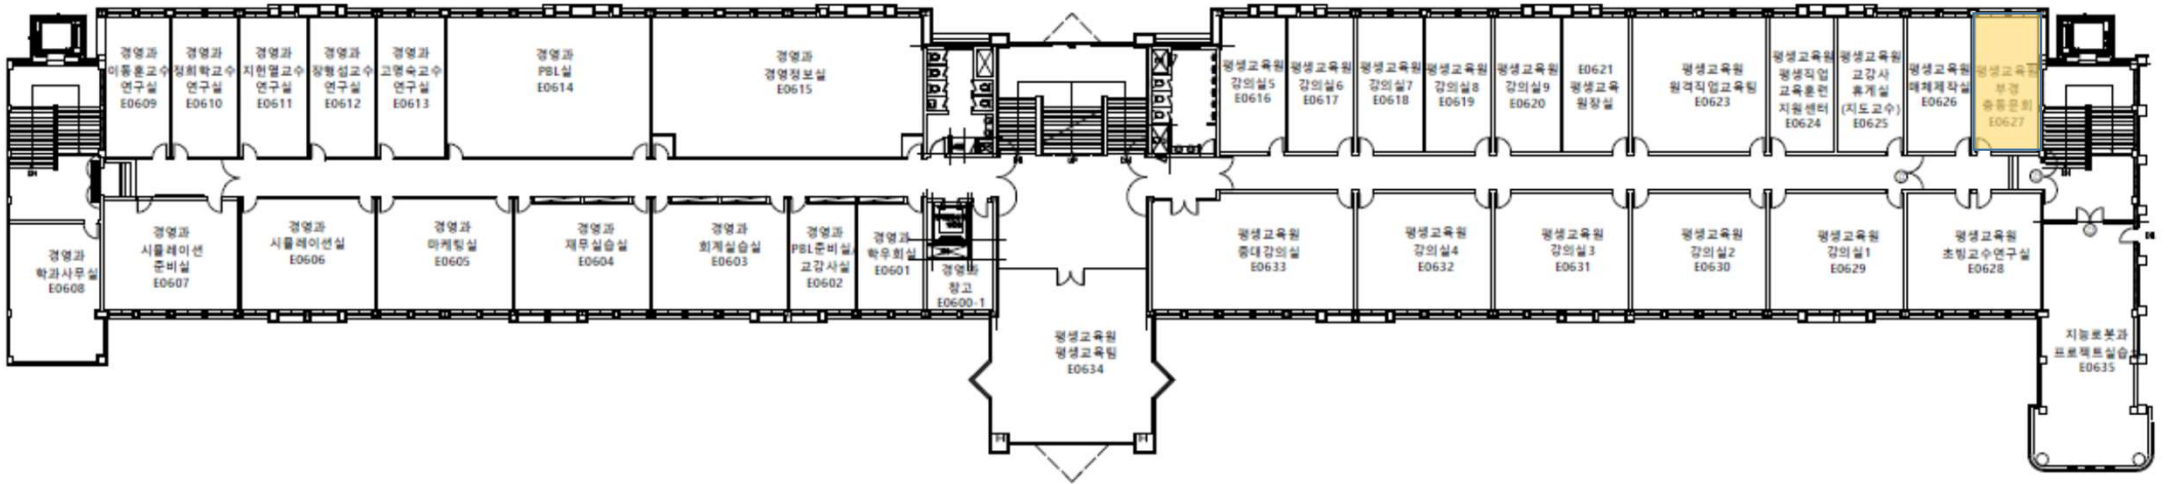 경영과
이동훈교수
연구실
E0609
경영과
정희학교수
연구실
E0610
경영과
지헌열교수
연구실
E0611
경영과
장형섭교수
연구실
E0612
경영과
고명숙교수
연구실
E0613
경영과
PBL실
E0614
경영과
경영정보실
E0615
평생교육원
강의실5
E0616
평생교육원
강의실6
E0617
평생교육원
강의실7
E0618
평생교육원
강의실8
E0619
평생교육원
강의실9
E0620
E0621
평생교육
원장실
평생교육원
원격직업교육팀
E0623
평생교육원
평생직업
교육훈련
지원센터
E0624
평생교육원
교강사
휴게실
(지도교수)
E0625
평생교육원
매체제작실
E0626
평생교육원
부경
총동문회
E0627
경영과
학과사무실
E0608
경영과
시뮬레이션
준비실
E0607
경영과
시뮬레이션실
E0606
경영과
마케팅실
E0605
경영과
재무실습실
E0604
경영과
회계실습실
E0603
경영과
PBL준비실/
교강사실
E0602
경영과
학우회실
E0601
경영과
창고
E0600-1
평생교육원
중대강의실
E0633
평생교육원
강의실4
E0632
평생교육원
강의실3
E0631
평생교육원
강의실2
E0630
평생교육원
강의실1
E0629
평생교육원
초빙교수연구실
E0628
평생교육원
평생교육팀
E0634
지능로봇과
프로젝트실습실
E0635